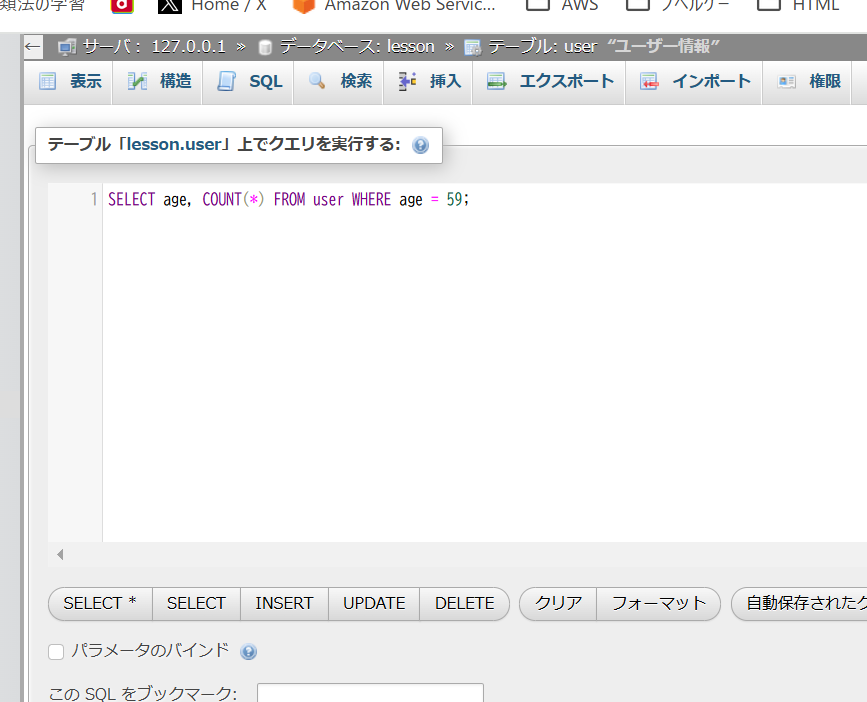 類法の学習 Home / X Amazon Web Servic... AWS ノベルゲー HTML
← サーバ: 127.0.0.1 » データベース: lesson » テーブル: user “ユーザー情報”
表示 構造 SQL 検索 挿入 エクスポート インポート 権限
テーブル「lesson.user」上でクエリを実行する:
1 SELECT age, COUNT(*) FROM user WHERE age = 59;
SELECT * SELECT INSERT UPDATE DELETE クリア フォーマット 自動保存されたク
パラメータのバインド
この SQL をブックマーク: